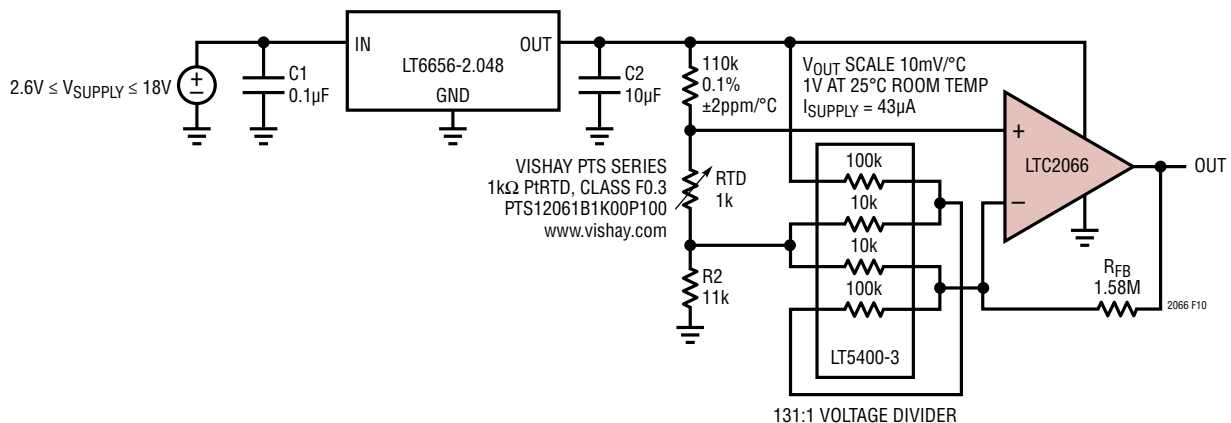 2.6V ≤ VSUPPLY ≤ 18V
C1
0.1µF
IN
OUT
LT6656-2.048
GND
C2
10µF
110k
0.1%
±2ppm/°C
VOUT SCALE 10mV/°C
1V AT 25°C ROOM TEMP
ISUPPLY = 43µA
VISHAY PTS SERIES
1kΩ PtRTD, CLASS F0.3
PTS12061B1K00P100
www.vishay.com
RTD
1k
R2
11k
100k
10k
10k
100k
LT5400-3
131:1 VOLTAGE DIVIDER
+
–
LTC2066
OUT
RFB
1.58M
2066 F10